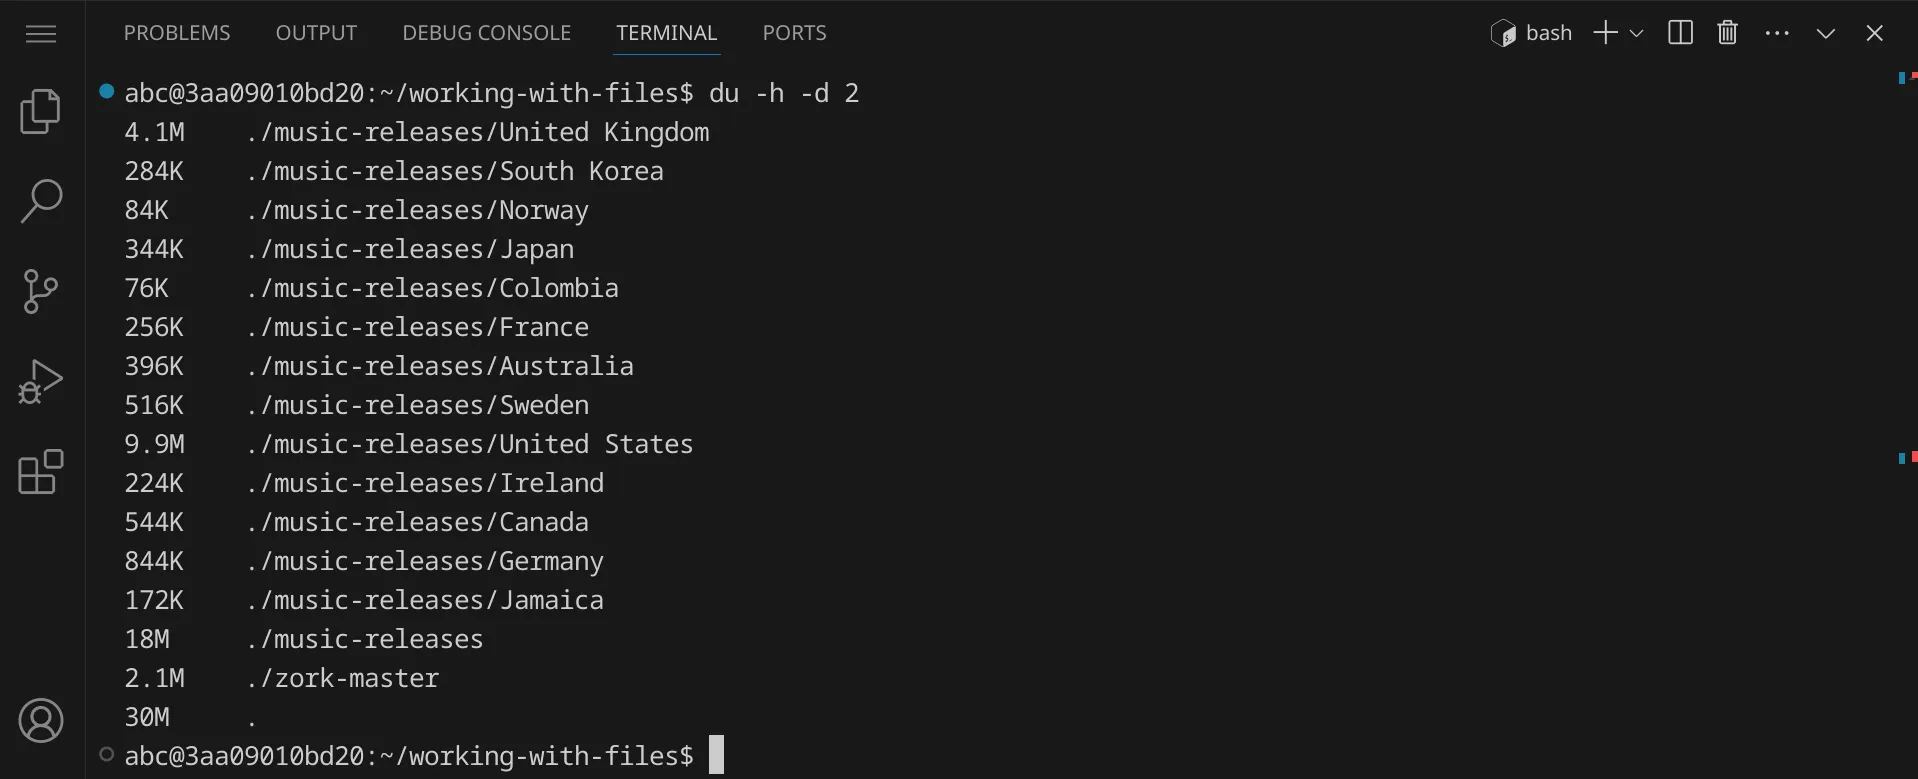 PROBLEMS OUTPUT DEBUG CONSOLE TERMINAL PORTS bash
abc@3aa09010bd20:~/working-with-files$ du -h -d 2
4.1M ./music-releases/United Kingdom
284K ./music-releases/South Korea
84K ./music-releases/Norway
344K ./music-releases/Japan
76K ./music-releases/Colombia
256K ./music-releases/France
396K ./music-releases/Australia
516K ./music-releases/Sweden
9.9M ./music-releases/United States
224K ./music-releases/Ireland
544K ./music-releases/Canada
844K ./music-releases/Germany
172K ./music-releases/Jamaica
18M ./music-releases
2.1M ./zork-master
30M .
abc@3aa09010bd20:~/working-with-files$